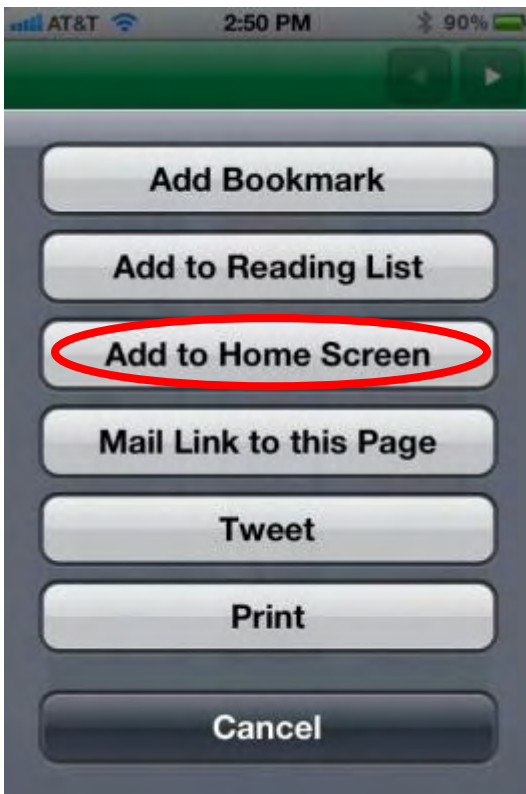 AT&T 2:50 PM 90%
Add Bookmark
Add to Reading List
Add to Home Screen
Mail Link to this Page
Tweet
Print
Cancel